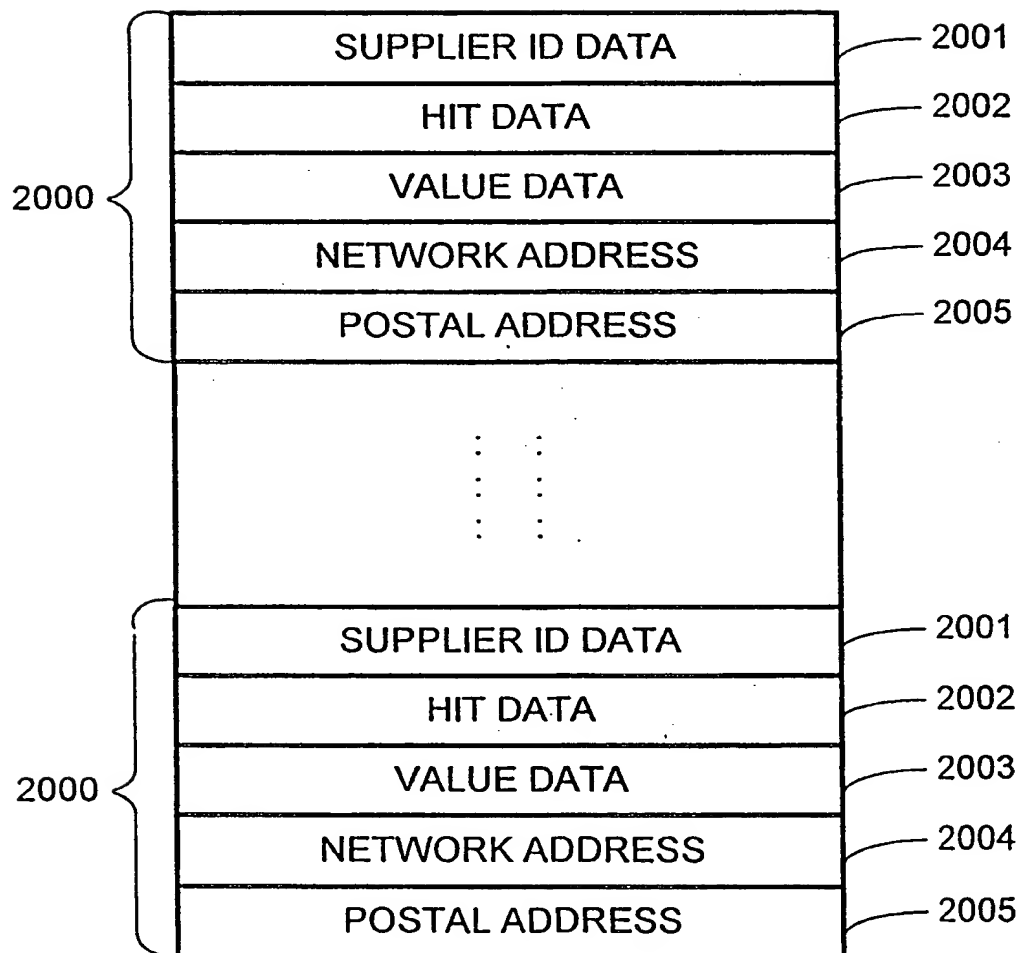 SUPPLIER ID DATA 2001
HIT DATA 2002
2000 VALUE DATA 2003
NETWORK ADDRESS 2004
POSTAL ADDRESS 2005
SUPPLIER ID DATA 2001
HIT DATA 2002
2000 VALUE DATA 2003
NETWORK ADDRESS 2004
POSTAL ADDRESS 2005